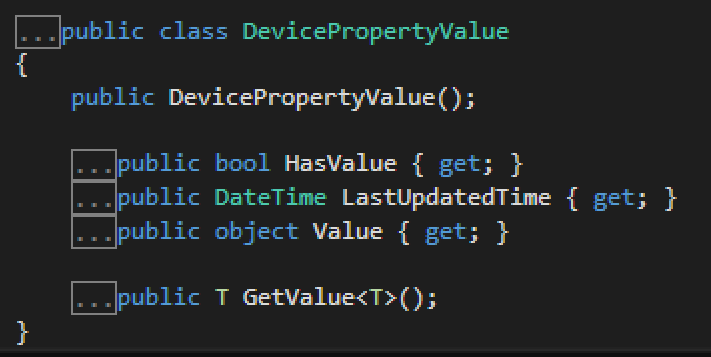 ...public class DevicePropertyValue
{
    public DevicePropertyValue();

    ...public bool HasValue { get; }
    ...public DateTime LastUpdatedTime { get; }
    ...public object Value { get; }

    ...public T GetValue<T>();
}